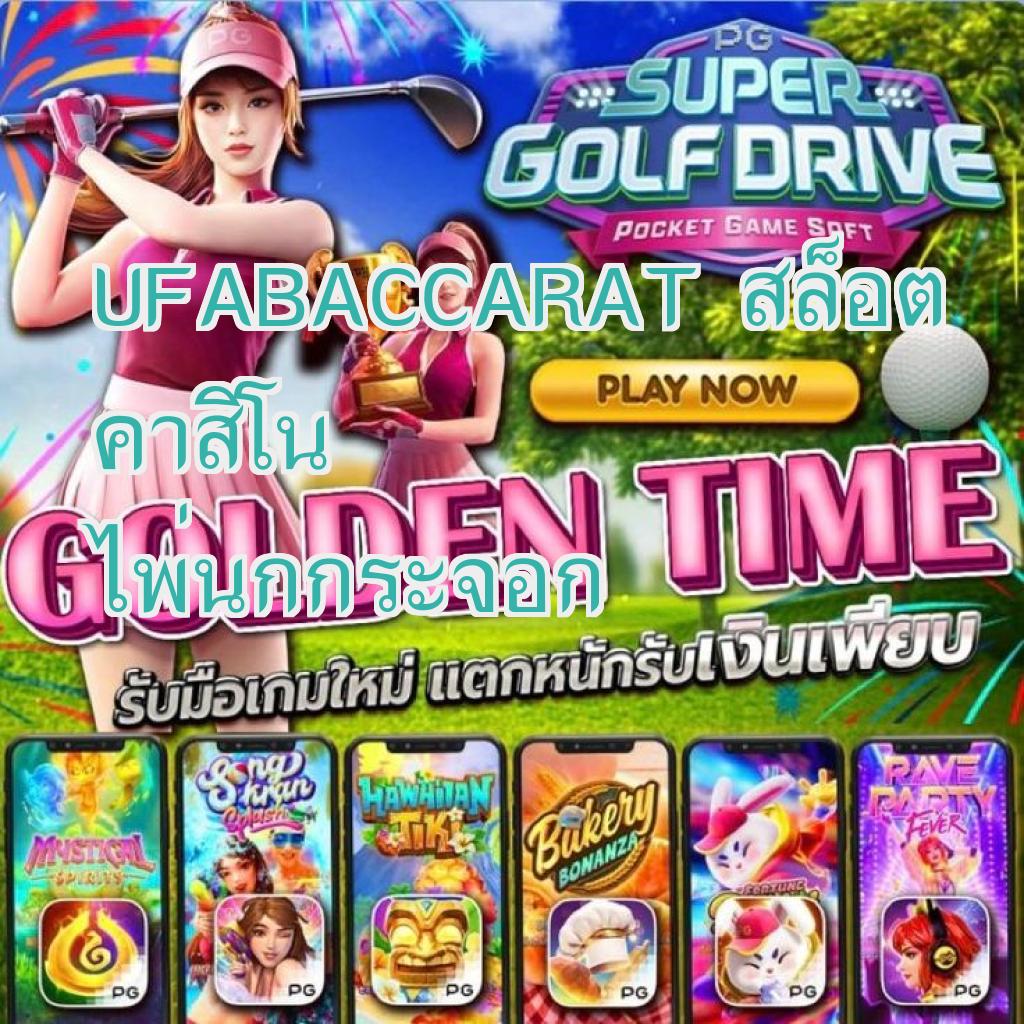 PG
SUPER
GOLF DRIVE
POCKET GAME SOFT
UFABACCARAT สล็อต
PLAY NOW
คาสิโน
GOLDEN TIME
ไพ่นกกระจอก
รับมือเกมใหม่ แตกหนักรับเงินเพียบ
MYSTICAL
SPIRITS
Songkran
Splash
HAWAIIAN
TIKI
Bakery
BONANZA
FORTUNE
RAVE
PARTY
FEVER
PG
PG
PG
PG
PG
PG